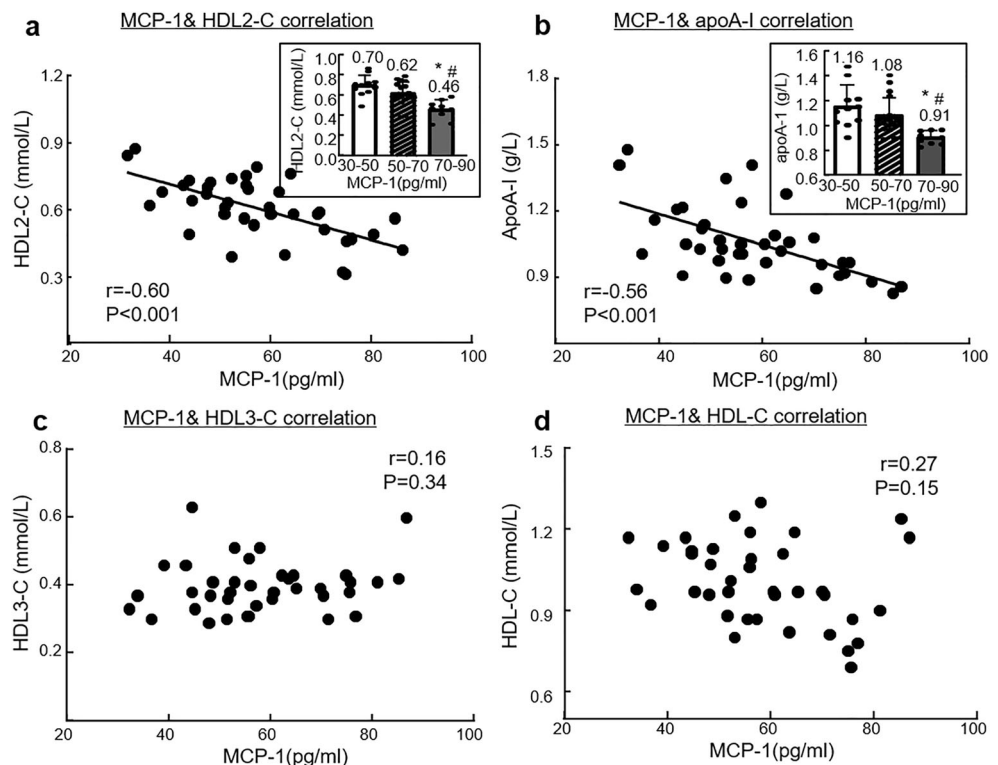 a
MCP-1& HDL2-C correlation
HDL2-C (mmol/L)
1.2
0.9
0.6
0.3
20
40
60
80
100
MCP-1(pg/ml)
r=-0.60
P<0.001
HDL2-C (mmol/L)
1.0
0.8
0.6
0.4
0.2
0.0
0.70
0.62
* #
0.46
30-50
50-70
70-90
MCP-1(pg/ml)
b
MCP-1& apoA-I correlation
ApoA-I (g/L)
1.8
1.5
1.2
0.9
20
40
60
80
100
MCP-1(pg/ml)
r=-0.56
P<0.001
apoA-1 (g/L)
1.6
1.4
1.2
1.0
0.8
0.6
1.16
1.08
* #
0.91
30-50
50-70
70-90
MCP-1(pg/ml)
c
MCP-1& HDL3-C correlation
HDL3-C (mmol/L)
0.8
0.6
0.4
0.2
20
40
60
80
100
MCP-1(pg/ml)
r=0.16
P=0.34
d
MCP-1& HDL-C correlation
HDL-C (mmol/L)
1.5
1.2
0.9
0.6
20
40
60
80
100
MCP-1(pg/ml)
r=0.27
P=0.15